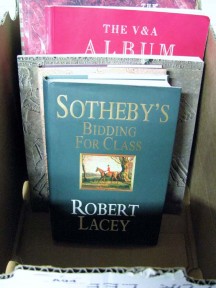 THE V&A
ALBUM
SOTHEBY'S
BIDDING
FOR CLASS
ROBERT
LACEY